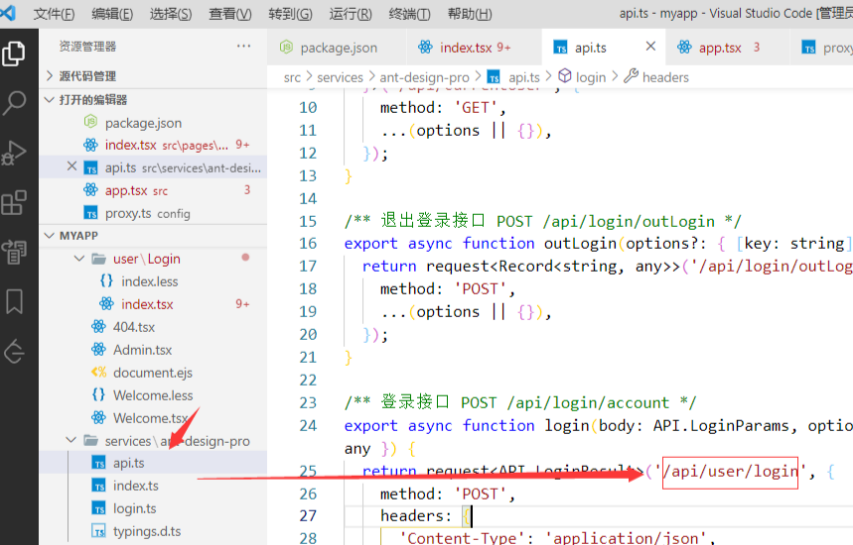 文件(F) 编辑(E) 选择(S) 查看(V) 转到(G) 运行(R) 终端(T) 帮助(H) api.ts - myapp - Visual Studio Code [管理员
资源管理器 ···
package.json index.tsx 9+ api.ts app.tsx 3 proxy
源代码管理
src > services > ant-design-pro > api.ts > login > headers
打开的编辑器
package.json
index.tsx src\pages\... 9+
api.ts src\services\ant-desi...
app.tsx src 3
proxy.ts config
MYAPP
user\Login
index.less
index.tsx 9+
404.tsx
Admin.tsx
document.ejs
Welcome.less
Welcome.tsx
services\ant-design-pro
api.ts
index.ts
login.ts
typings.d.ts
10 method: 'GET',
11 ...(options || {}),
12 });
13 }
14
15 /** 退出登录接口 POST /api/login/outLogin */
16 export async function outLogin(options?: { [key: string]
17 return request<Record<string, any>>('/api/login/outLog
18 method: 'POST',
19 ...(options || {}),
20 });
21 }
22
23 /** 登录接口 POST /api/login/account */
24 export async function login(body: API.LoginParams, optio
any }) {
25 return request<API.LoginResult>('/api/user/login', {
26 method: 'POST',
27 headers: {
28 'Content-Type': 'application/json',